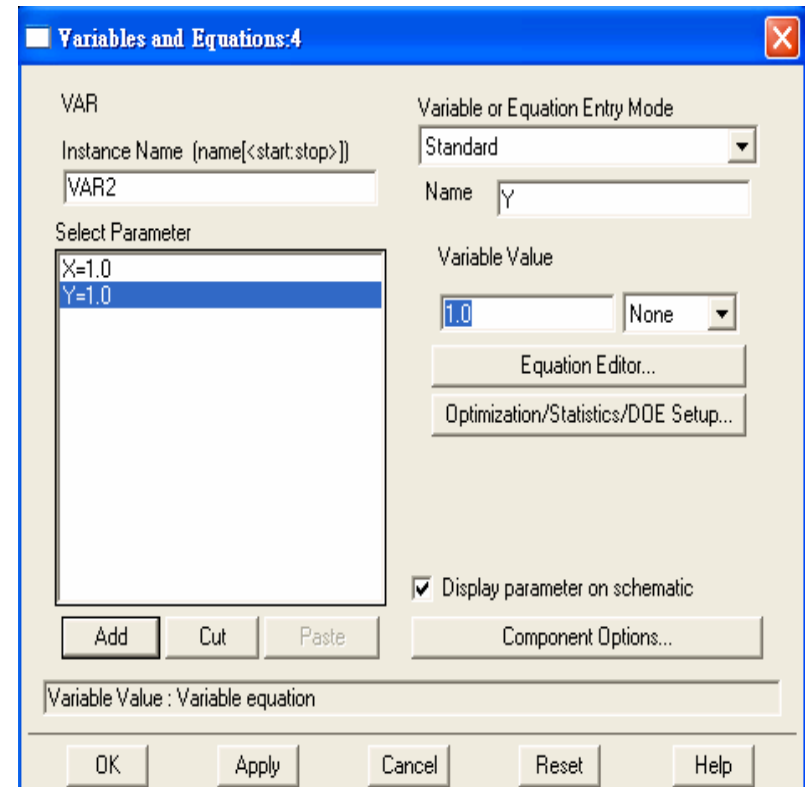 Variables and Equations:4
VAR
Instance Name (name[<start:stop>])
VAR2
Select Parameter
X=1.0
Y=1.0
Add
Cut
Paste
Variable or Equation Entry Mode
Standard
Name
Y
Variable Value
1.0
None
Equation Editor...
Optimization/Statistics/DOE Setup...
Display parameter on schematic
Component Options...
Variable Value : Variable equation
OK
Apply
Cancel
Reset
Help